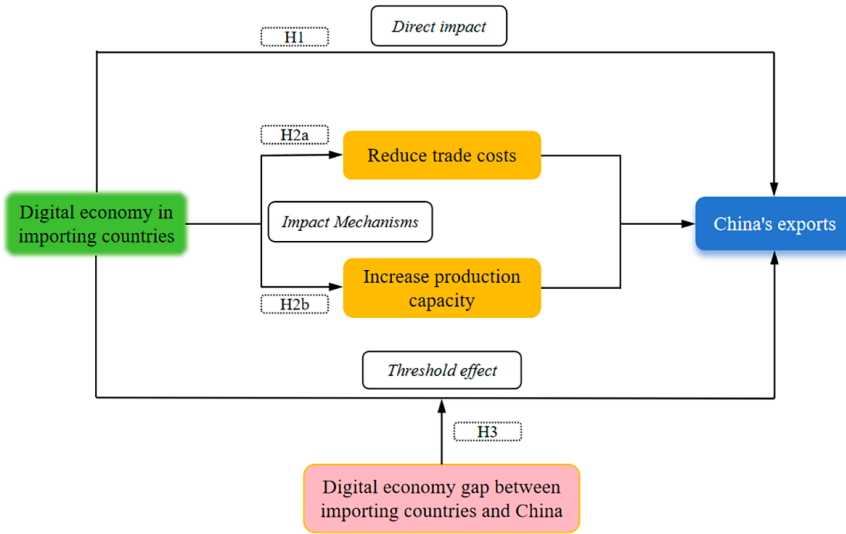 Direct impact
H1
H2a
Reduce trade costs
Digital economy in
importing countries
Impact Mechanisms
China's exports
Increase production
capacity
H2b
Threshold effect
H3
Digital economy gap between
importing countries and China